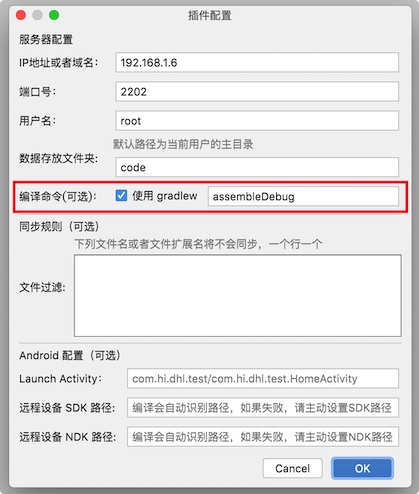 插件配置
服务器配置
IP地址或者域名： 192.168.1.6
端口号： 2202
用户名： root
默认路径为当前用户的主目录
数据存放文件夹: code
编译命令(可选)： 使用 gradlew assembleDebug
同步规则（可选）
下列文件名或者文件扩展名将不会同步，一个行一个
文件过滤:
Android 配置（可选）
Launch Activity： com.hi.dhl.test/com.hi.dhl.test.HomeActivity
远程设备 SDK 路径: 编译会自动识别路径，如果失败，请主动设置SDK路径
远程设备 NDK 路径: 编译会自动识别路径，如果失败，请主动设置NDK路径
Cancel OK